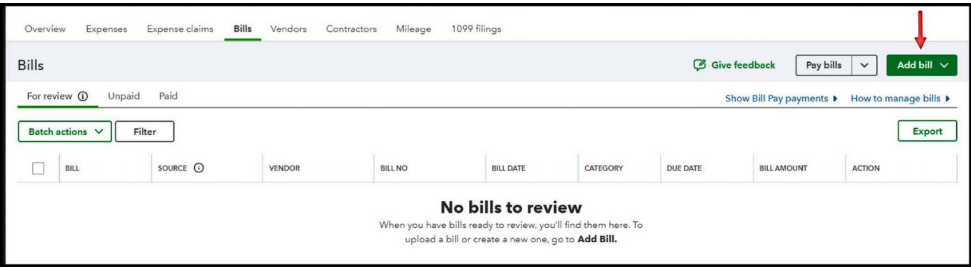 Overview Expenses Expense claims Bills Vendors Contractors Mileage 1099 filings
Bills Give feedback Pay bills Add bill
For review Unpaid Paid Show Bill Pay payments How to manage bills
Batch actions Filter Export
BILL SOURCE VENDOR BILL NO BILL DATE CATEGORY DUE DATE BILL AMOUNT ACTION
No bills to review
When you have bills ready to review, you'll find them here. To
upload a bill or create a new one, go to Add Bill.